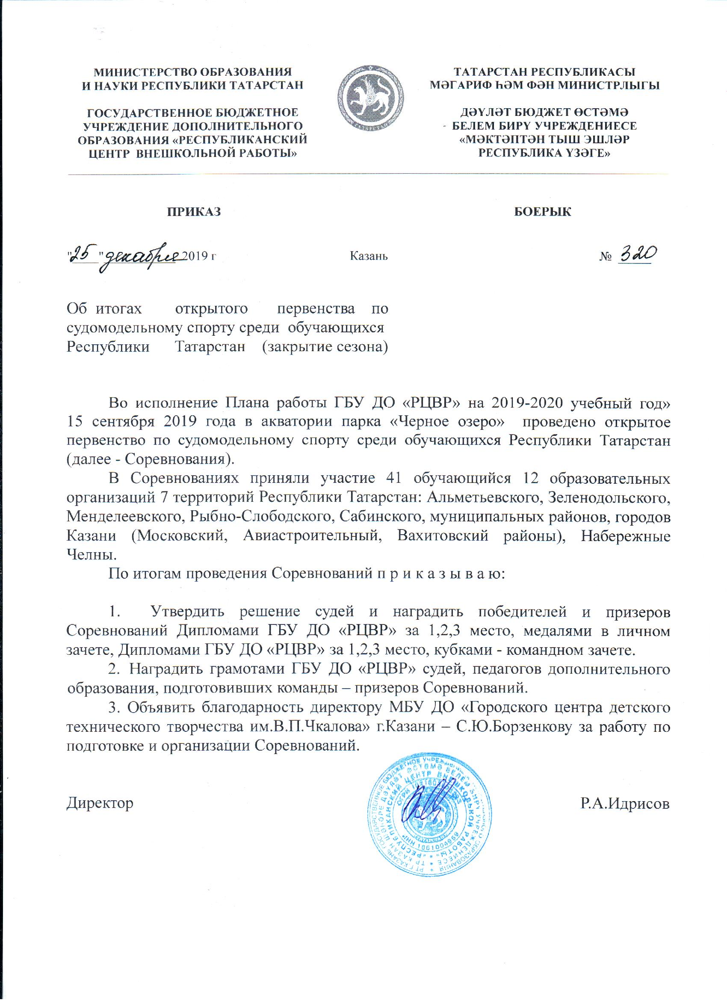 МИНИСТЕРСТВО ОБРАЗОВАНИЯ
И НАУКИ РЕСПУБЛИКИ ТАТАРСТАН
ГОСУДАРСТВЕННОЕ БЮДЖЕТНОЕ
УЧРЕЖДЕНИЕ ДОПОЛНИТЕЛЬНОГО
ОБРАЗОВАНИЯ «РЕСПУБЛИКАНСКИЙ
ЦЕНТР ВНЕШКОЛЬНОЙ РАБОТЫ»
ТАТАРСТАН РЕСПУБЛИКАСЫ
МӘГАРИФ ҺӘМ ФӘН МИНИСТРЛЫГЫ
ДӘҮЛӘТ БЮДЖЕТ ӨСТӘМӘ
БЕЛЕМ БИРҮ УЧРЕЖДЕНИЕСЕ
«МӘКТӘПТӘН ТЫШ ЭШЛӘР
РЕСПУБЛИКА ҮЗӘГЕ»
ПРИКАЗ
БОЕРЫК
"25" декабря 2019 г
Казань
№ 320
Об итогах открытого первенства по
судомодельному спорту среди обучающихся
Республики Татарстан (закрытие сезона)
Во исполнение Плана работы ГБУ ДО «РЦВР» на 2019-2020 учебный год»
15 сентября 2019 года в акватории парка «Черное озеро» проведено открытое
первенство по судомодельному спорту среди обучающихся Республики Татарстан
(далее - Соревнования).
В Соревнованиях приняли участие 41 обучающийся 12 образовательных
организаций 7 территорий Республики Татарстан: Альметьевского, Зеленодольского,
Менделеевского, Рыбно-Слободского, Сабинского, муниципальных районов, городов
Казани (Московский, Авиастроительный, Вахитовский районы), Набережные
Челны.
По итогам проведения Соревнований п р и к а з ы в а ю:
1. Утвердить решение судей и наградить победителей и призеров
Соревнований Дипломами ГБУ ДО «РЦВР» за 1,2,3 место, медалями в личном
зачете, Дипломами ГБУ ДО «РЦВР» за 1,2,3 место, кубками - командном зачете.
2. Наградить грамотами ГБУ ДО «РЦВР» судей, педагогов дополнительного
образования, подготовивших команды – призеров Соревнований.
3. Объявить благодарность директору МБУ ДО «Городского центра детского
технического творчества им.В.П.Чкалова» г.Казани – С.Ю.Борзенкову за работу по
подготовке и организации Соревнований.
Директор
Р.А.Идрисов